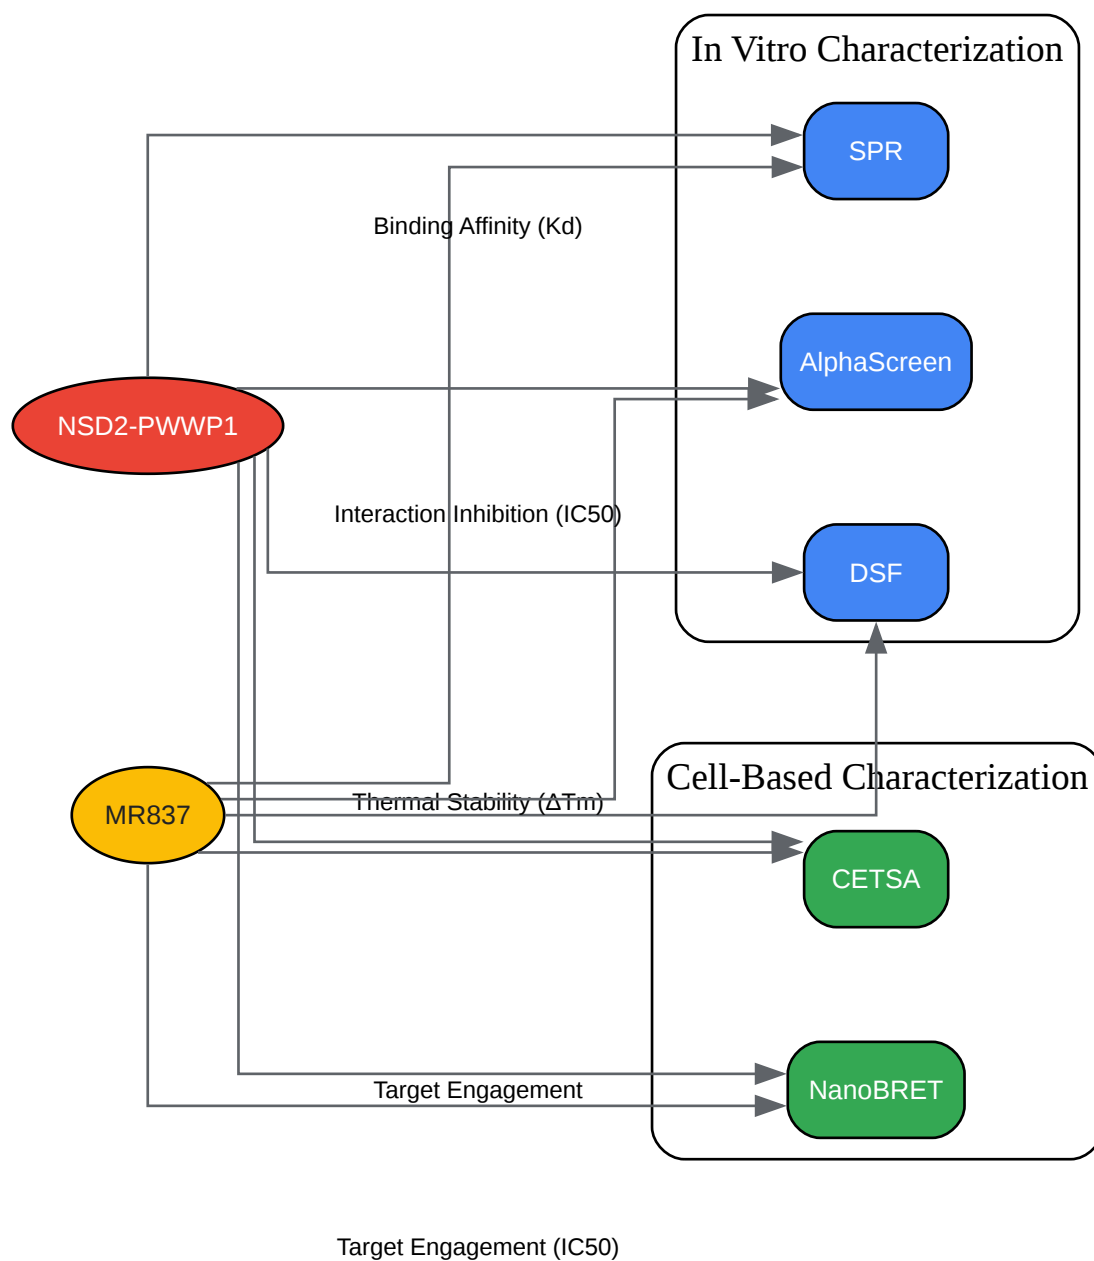 In Vitro Characterization
SPR
Binding Affinity (Kd)
AlphaScreen
NSD2-PWWP1
Interaction Inhibition (IC50)
DSF
Cell-Based Characterization
Thermal Stability (ΔTm)
MR837
CETSA
Target Engagement
NanoBRET
Target Engagement (IC50)